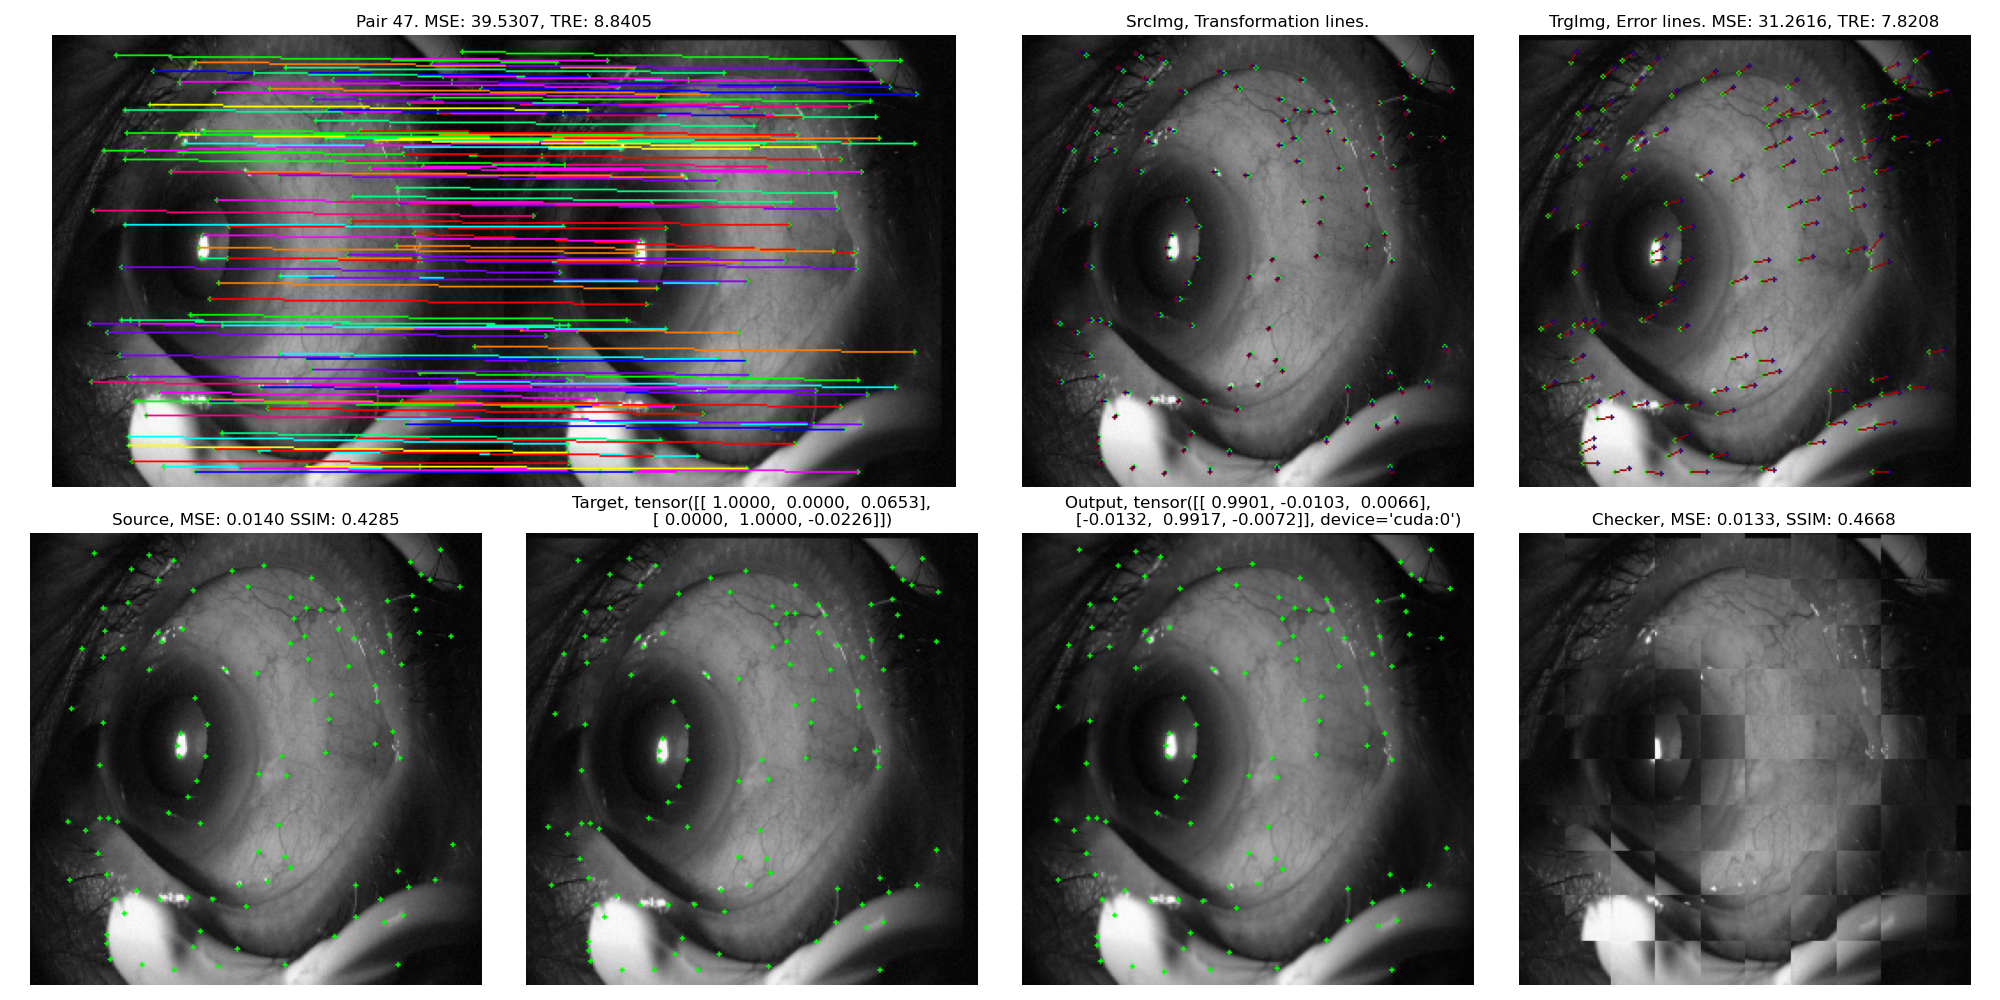 Pair 47. MSE: 39.5307, TRE: 8.8405
SrcImg, Transformation lines.
TrgImg, Error lines. MSE: 31.2616, TRE: 7.8208
Source, MSE: 0.0140 SSIM: 0.4285
Target, tensor([[ 1.0000, 0.0000, 0.0653],
[ 0.0000, 1.0000, -0.0226]])
Output, tensor([[ 0.9901, -0.0103, 0.0066],
[-0.0132, 0.9917, -0.0072]], device='cuda:0')
Checker, MSE: 0.0133, SSIM: 0.4668